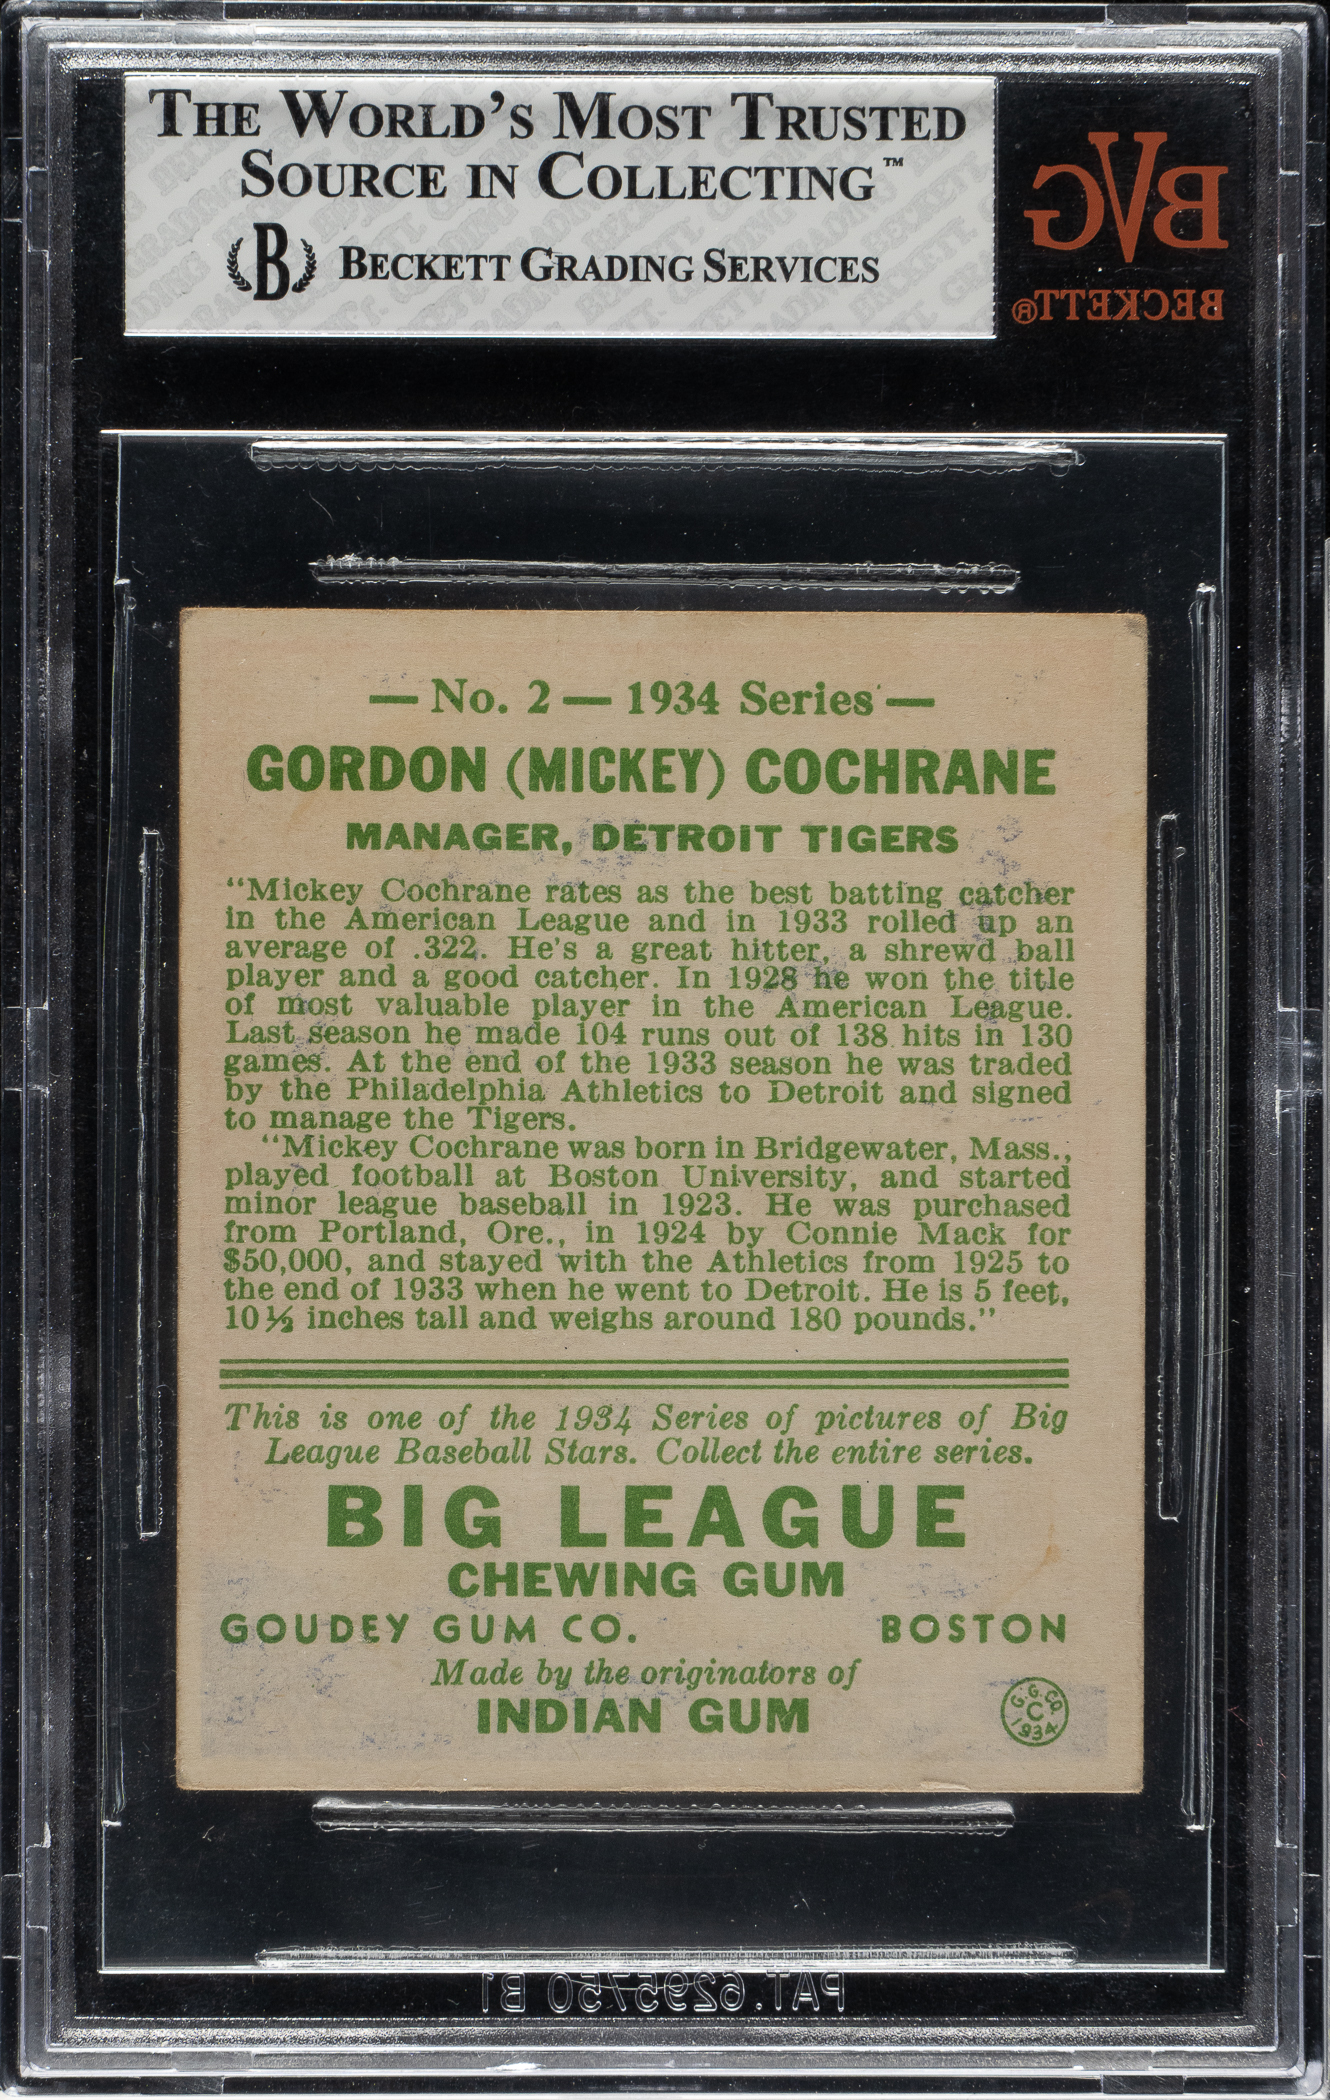 THE WORLD'S MOST TRUSTED
SOURCE IN COLLECTING™
B BECKETT GRADING SERVICES
BVG
BECKETT®
— No. 2 — 1934 Series —
GORDON (MICKEY) COCHRANE
MANAGER, DETROIT TIGERS
"Mickey Cochrane rates as the best batting catcher
in the American League and in 1933 rolled up an
average of .322. He's a great hitter, a shrewd ball
player and a good catcher. In 1928 he won the title
of most valuable player in the American League.
Last season he made 104 runs out of 138 hits in 130
games. At the end of the 1933 season he was traded
by the Philadelphia Athletics to Detroit and signed
to manage the Tigers.
"Mickey Cochrane was born in Bridgewater, Mass.,
played football at Boston University, and started
minor league baseball in 1923. He was purchased
from Portland, Ore., in 1924 by Connie Mack for
$50,000, and stayed with the Athletics from 1925 to
the end of 1933 when he went to Detroit. He is 5 feet,
10½ inches tall and weighs around 180 pounds."
This is one of the 1934 Series of pictures of Big
League Baseball Stars. Collect the entire series.
BIG LEAGUE
CHEWING GUM
GOUDEY GUM CO. BOSTON
Made by the originators of
INDIAN GUM
G.G.CO.
C
1934
PAT. 6295750 B1